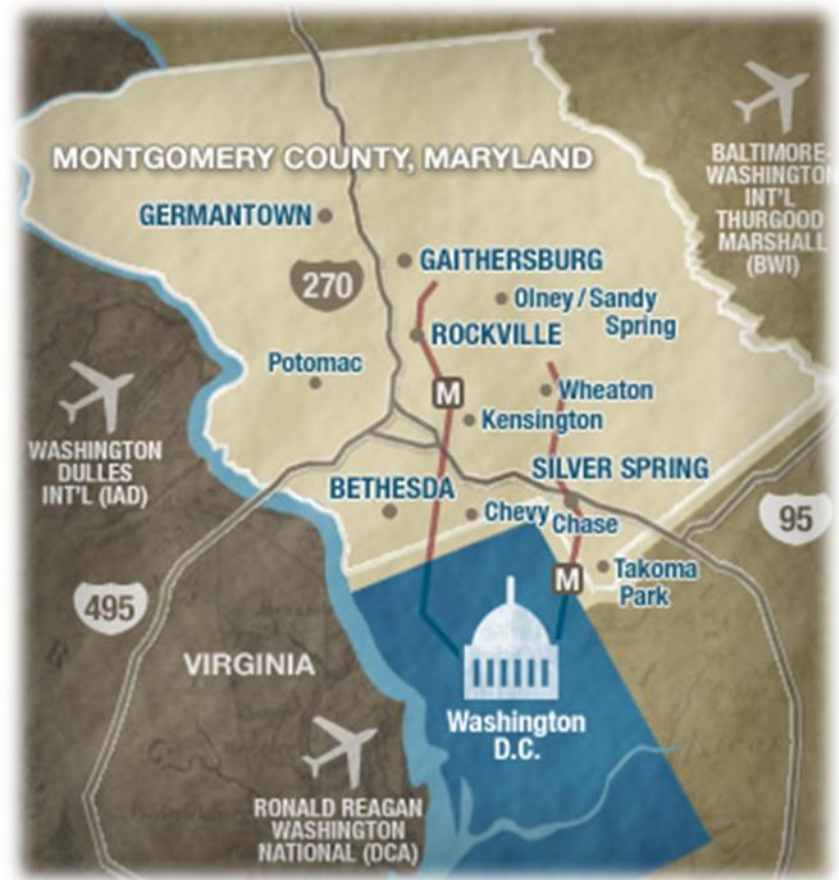 MONTGOMERY COUNTY, MARYLAND
BALTIMORE-
WASHINGTON
INT'L
THURGOOD
MARSHALL
(BWI)
GERMANTOWN
GAITHERSBURG
270
Olney / Sandy
Spring
ROCKVILLE
Potomac
M
Wheaton
Kensington
WASHINGTON
DULLES
INT'L (IAD)
SILVER SPRING
BETHESDA
Chevy Chase
95
M
Takoma
Park
495
VIRGINIA
Washington
D.C.
RONALD REAGAN
WASHINGTON
NATIONAL (DCA)